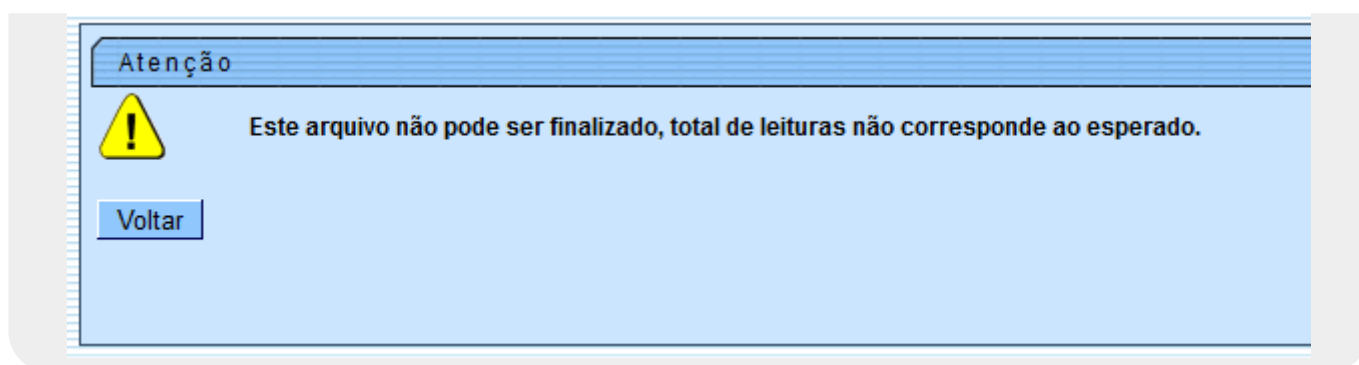 Atenção
Este arquivo não pode ser finalizado, total de leituras não corresponde ao esperado.
Voltar